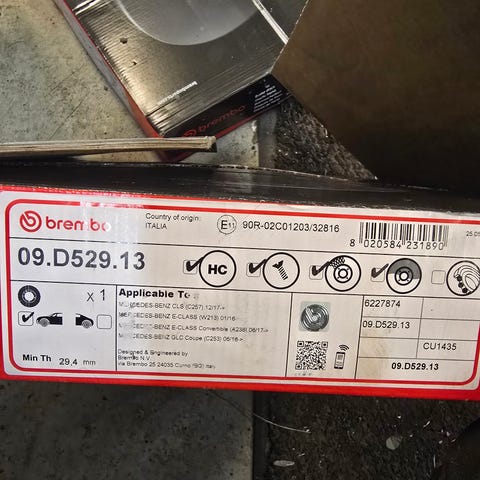 brembo
brembo
Country of origin:
ITALIA
E11 90R-02C01203/32816
8 020584 231890
09.D529.13
HC
x 1
Applicable To
MERCEDES-BENZ CLS (C257) 12/17->
MERCEDES-BENZ E-CLASS (W213) 01/16->
MERCEDES-BENZ E-CLASS Convertible (A238) 06/17->
MERCEDES-BENZ GLC Coupe (C253) 06/16->
Min Th 29,4 mm
Designed & Engineered by
Brembo N.V.
via Brembo 25 24035 Curno (BG) Italy
6227874
09.D529.13
CU1435
09.D529.13